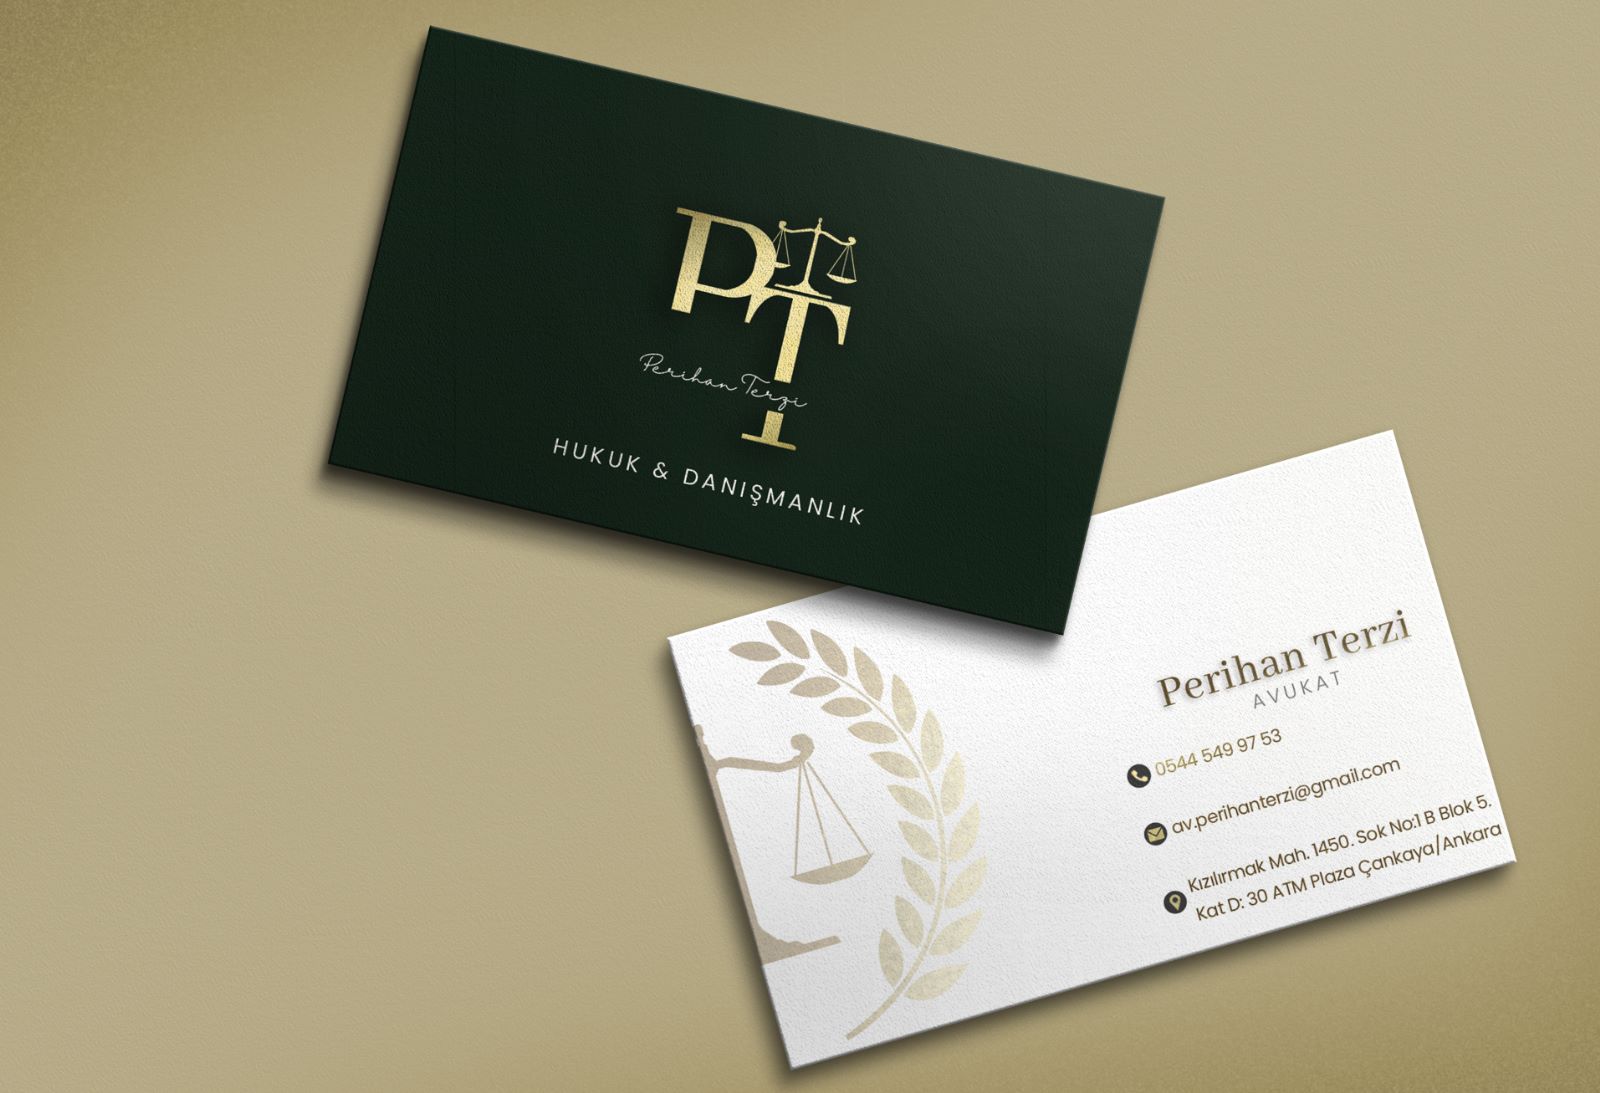 PT
Perihan Terzi
HUKUK & DANIŞMANLIK
Perihan Terzi
AVUKAT
0544 549 97 53
av.perihanterzi@gmail.com
Kızılırmak Mah. 1450. Sok No:1 B Blok 5.
Kat D: 30 ATM Plaza Çankaya/Ankara